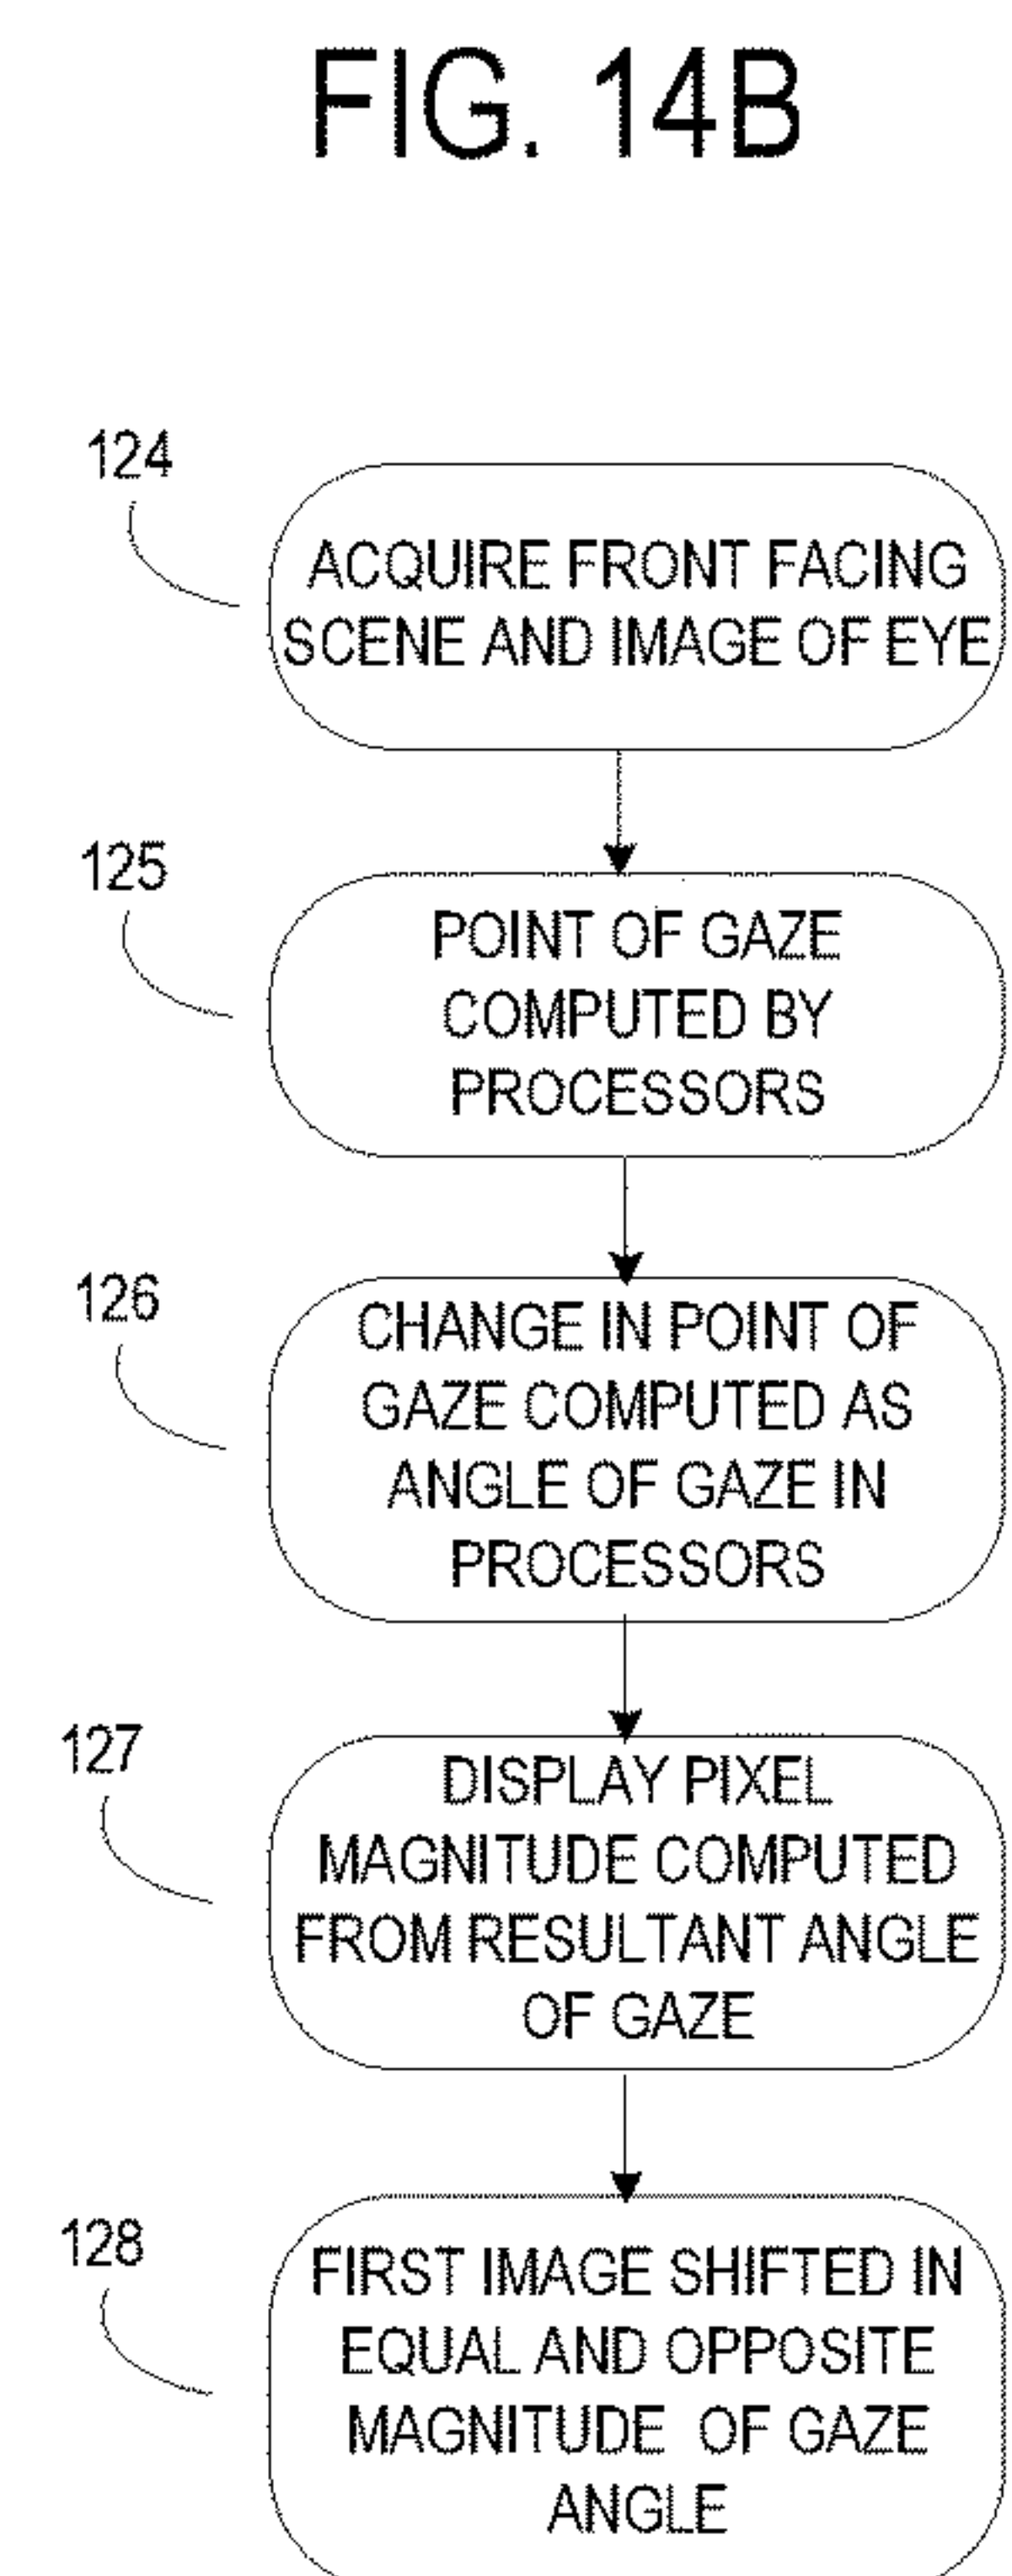 FIG. 14B
124
ACQUIRE FRONT FACING
SCENE AND IMAGE OF EYE
125
POINT OF GAZE
COMPUTED BY
PROCESSORS
126
CHANGE IN POINT OF
GAZE COMPUTED AS
ANGLE OF GAZE IN
PROCESSORS
127
DISPLAY PIXEL
MAGNITUDE COMPUTED
FROM RESULTANT ANGLE
OF GAZE
128
FIRST IMAGE SHIFTED IN
EQUAL AND OPPOSITE
MAGNITUDE OF GAZE
ANGLE